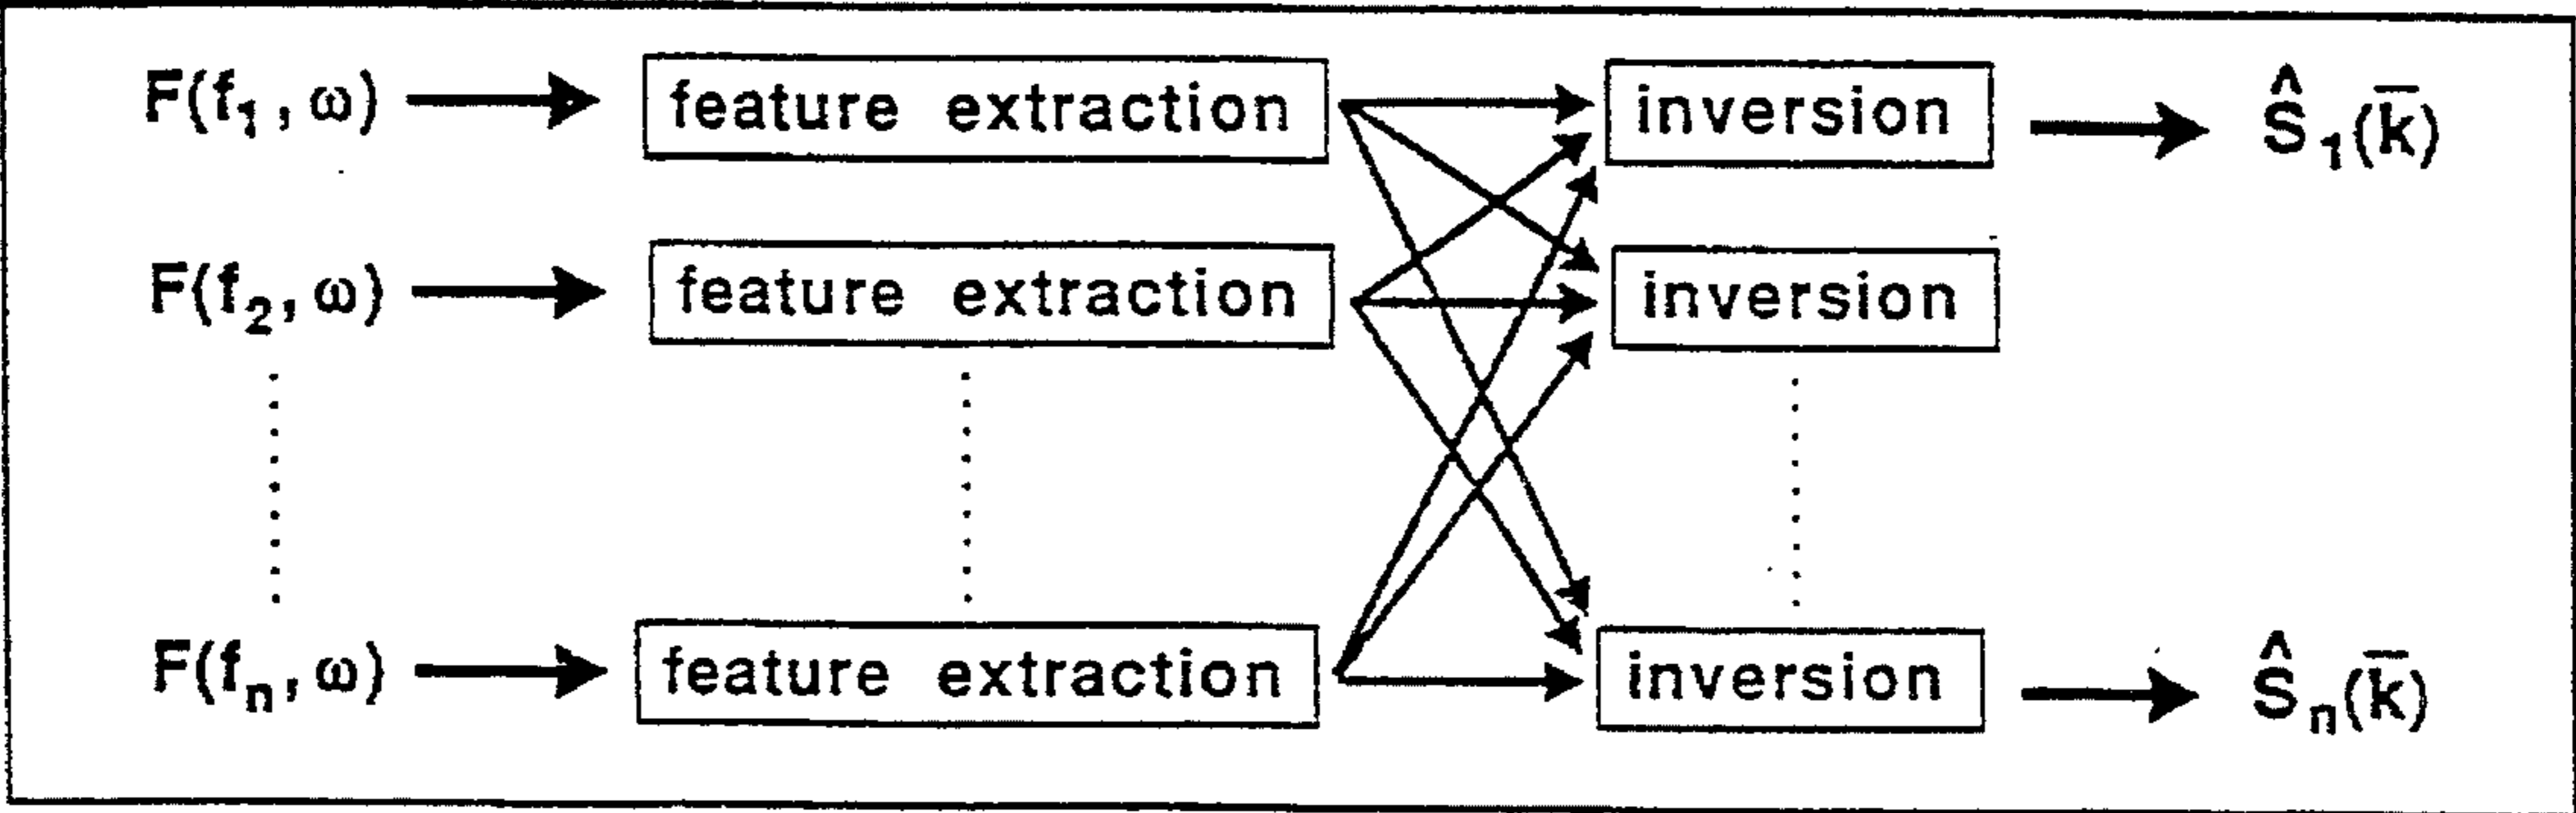 F(f₁, ω) feature extraction inversion Ŝ₁(k̅)
F(f₂, ω) feature extraction inversion
F(fₙ, ω) feature extraction inversion Ŝₙ(k̅)